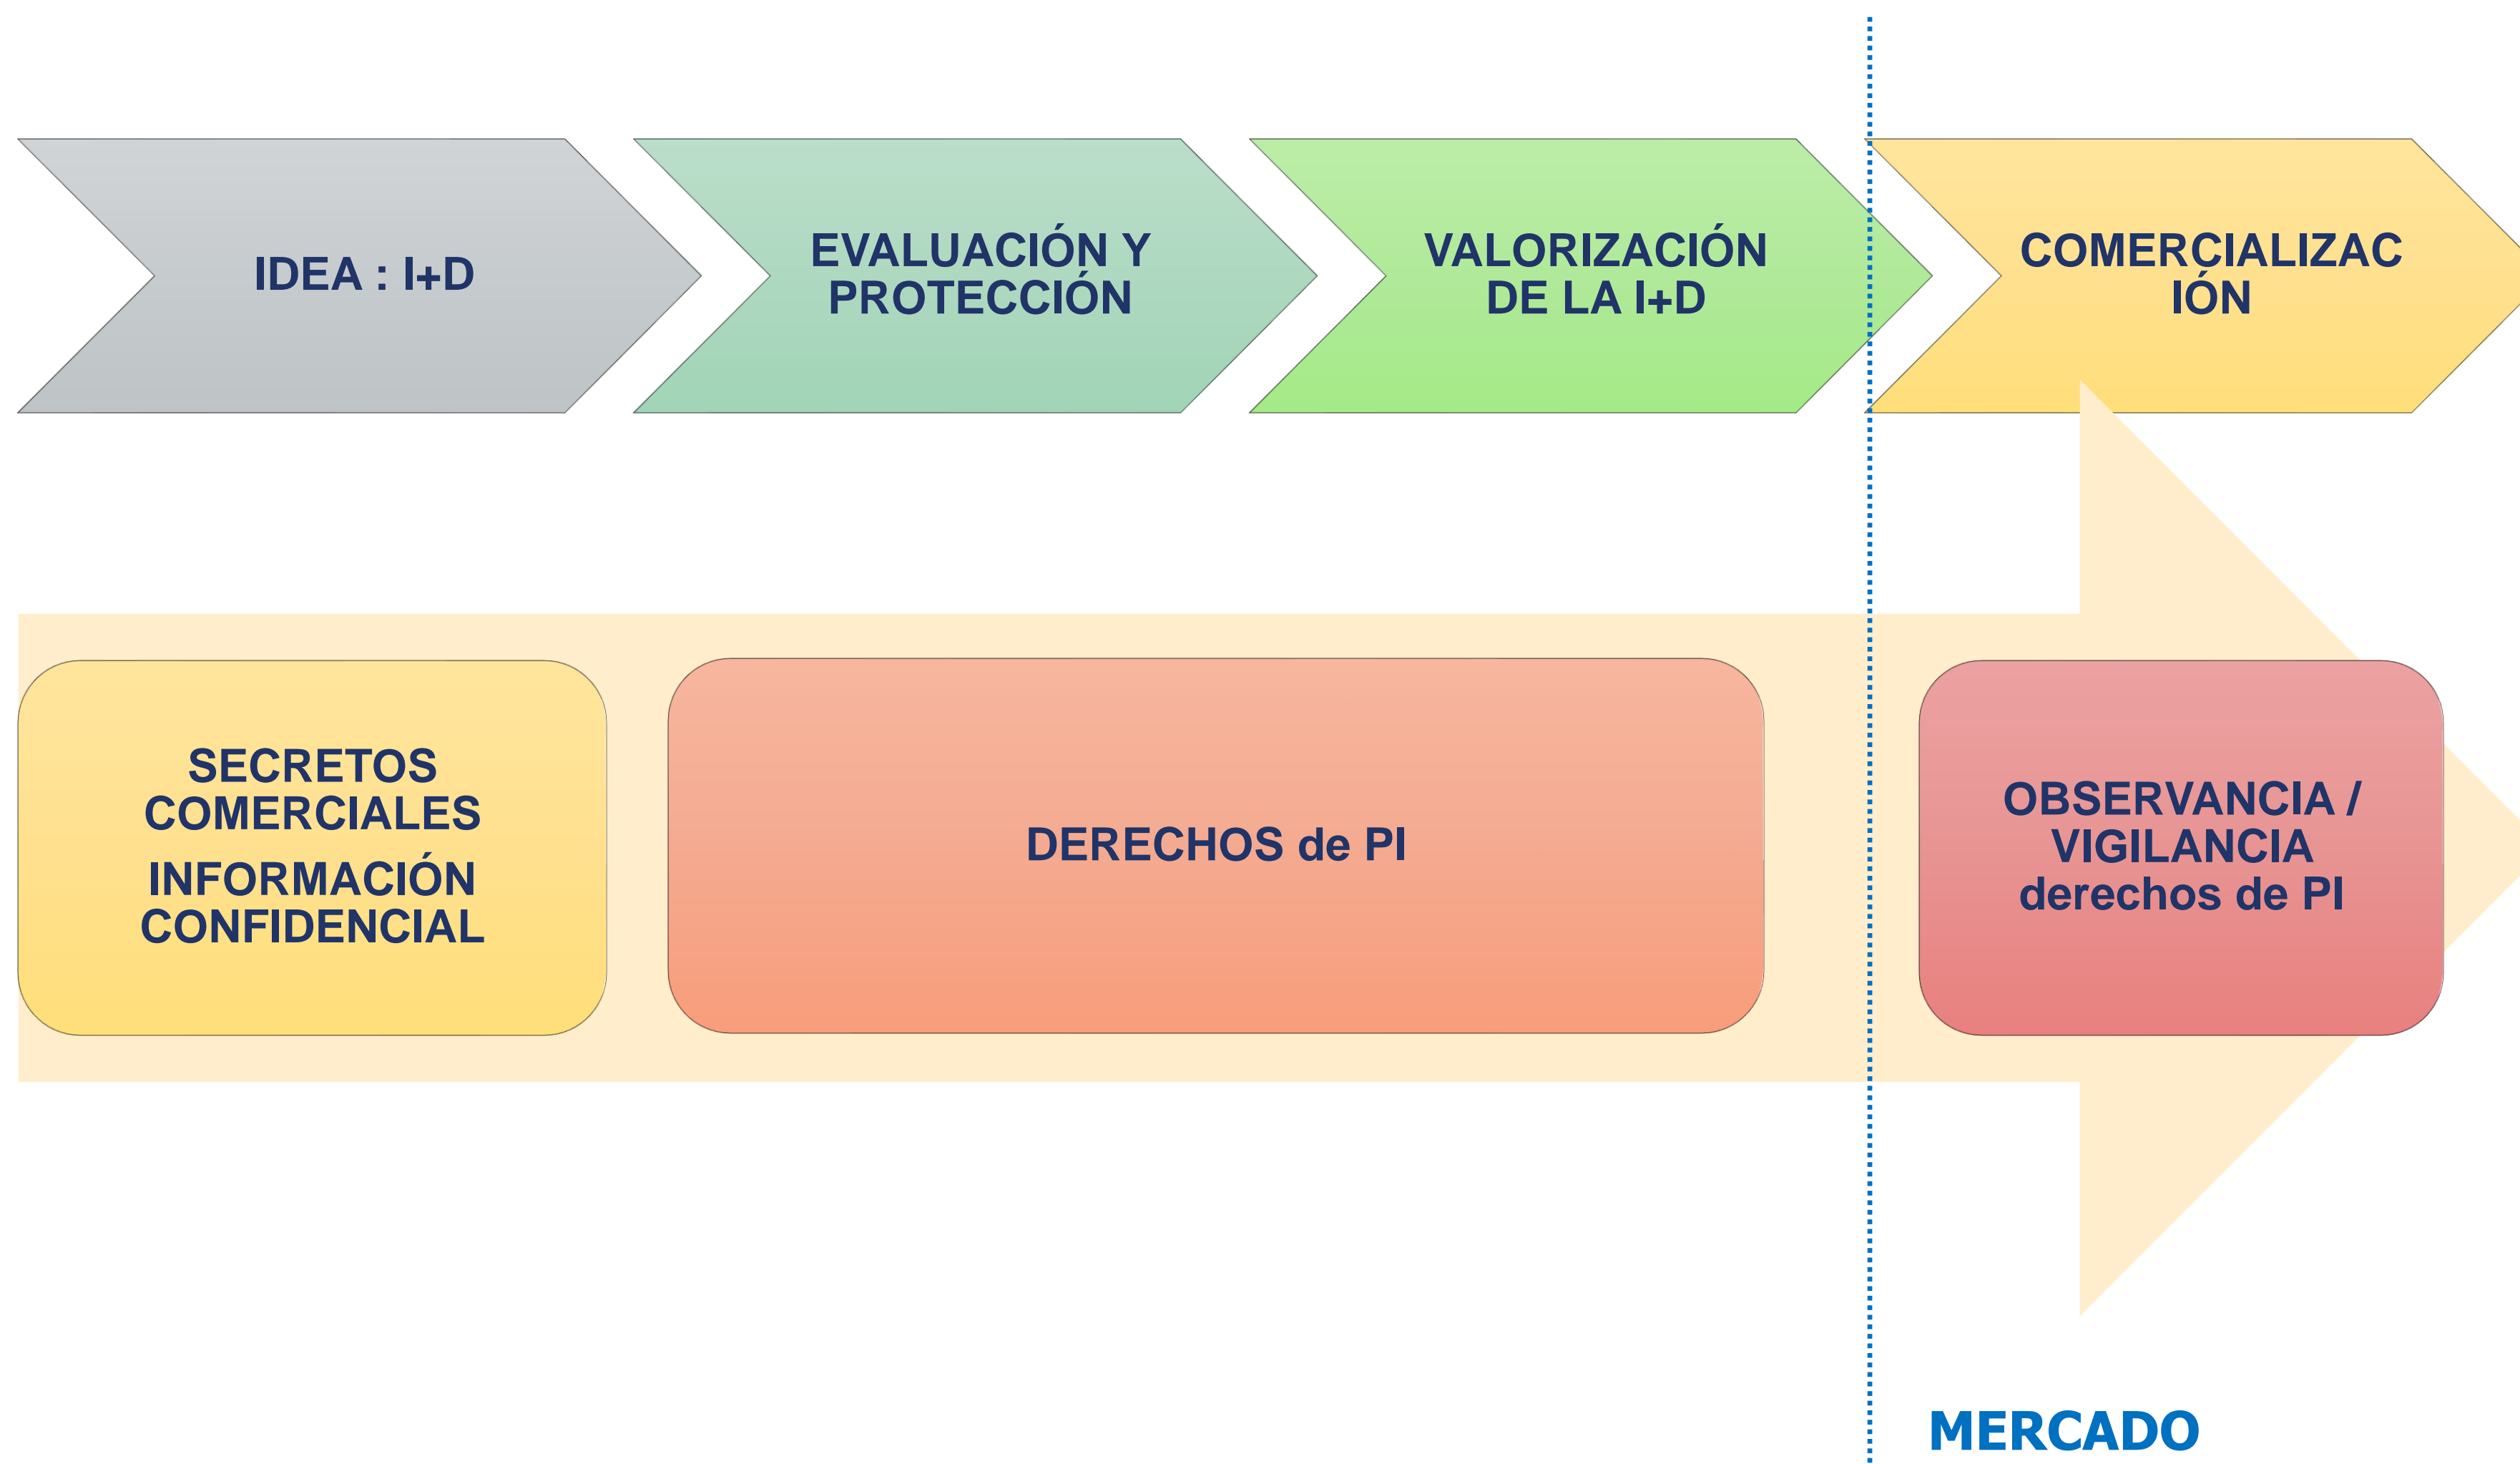 IDEA : I+D
EVALUACIÓN Y
PROTECCIÓN
VALORIZACIÓN
DE LA I+D
COMERCIALIZAC
IÓN
SECRETOS
COMERCIALES
INFORMACIÓN
CONFIDENCIAL
DERECHOS de PI
OBSERVANCIA /
VIGILANCIA
derechos de PI
MERCADO